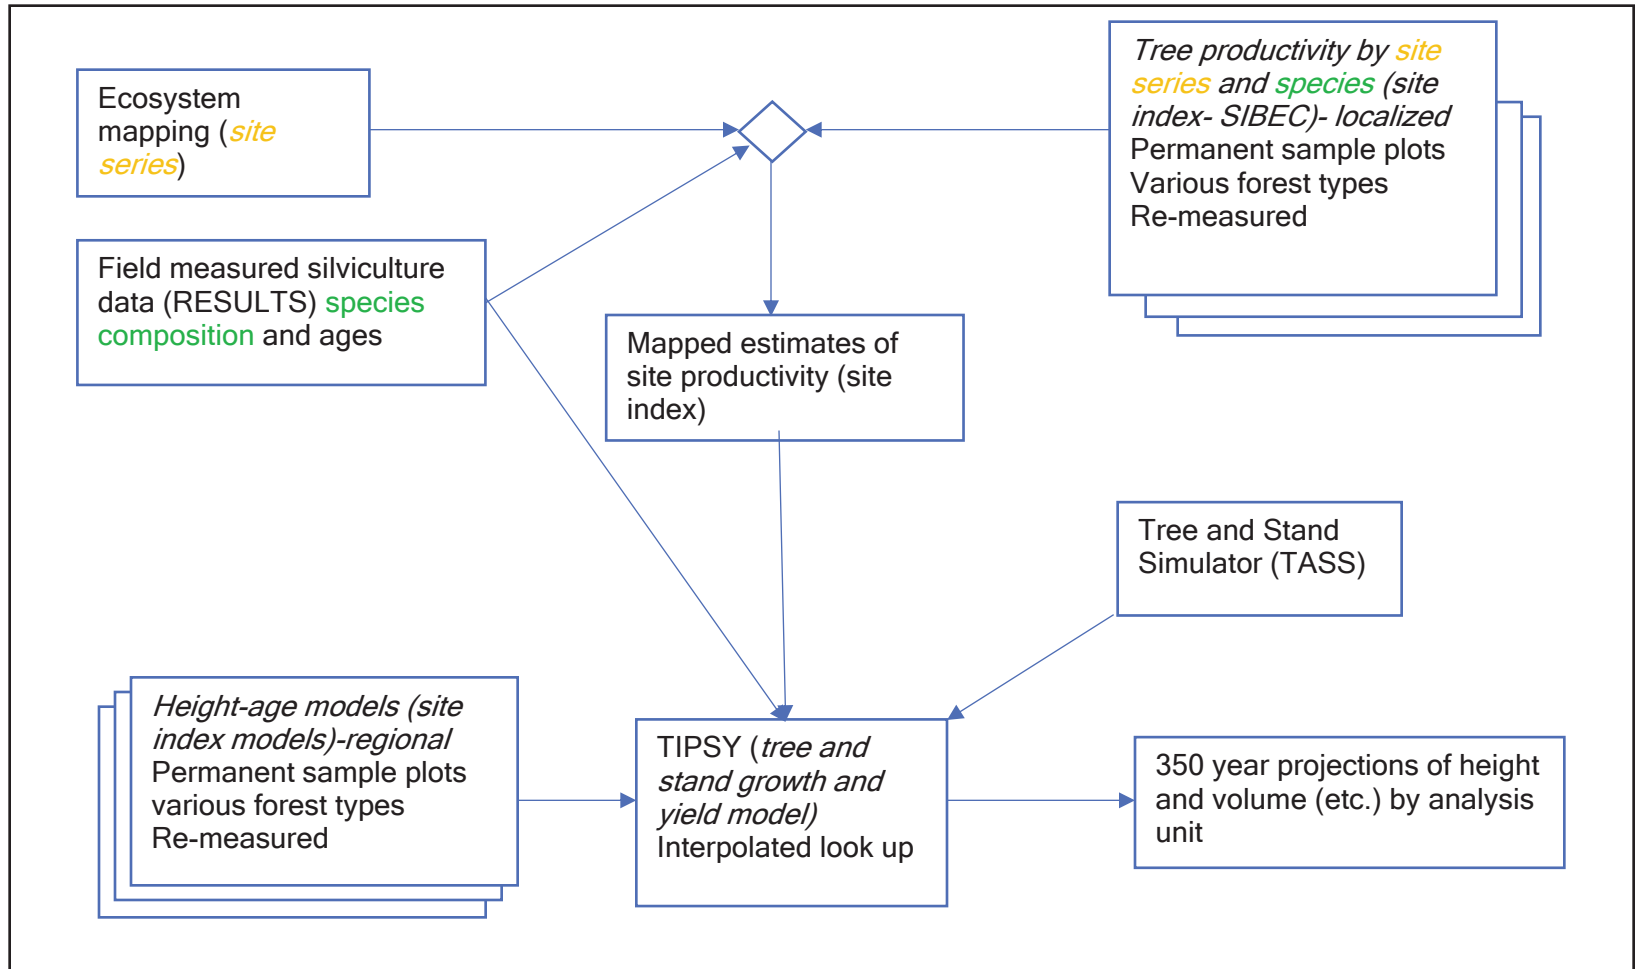 Ecosystem
mapping (site
series)
Tree productivity by site
series and species (site
index- SIBEC)- localized
Permanent sample plots
Various forest types
Re-measured
Field measured silviculture
data (RESULTS) species
composition and ages
Mapped estimates of
site productivity (site
index)
Tree and Stand
Simulator (TASS)
Height-age models (site
index models)-regional
Permanent sample plots
various forest types
Re-measured
TIPSY (tree and
stand growth and
yield model)
Interpolated look up
350 year projections of height
and volume (etc.) by analysis
unit